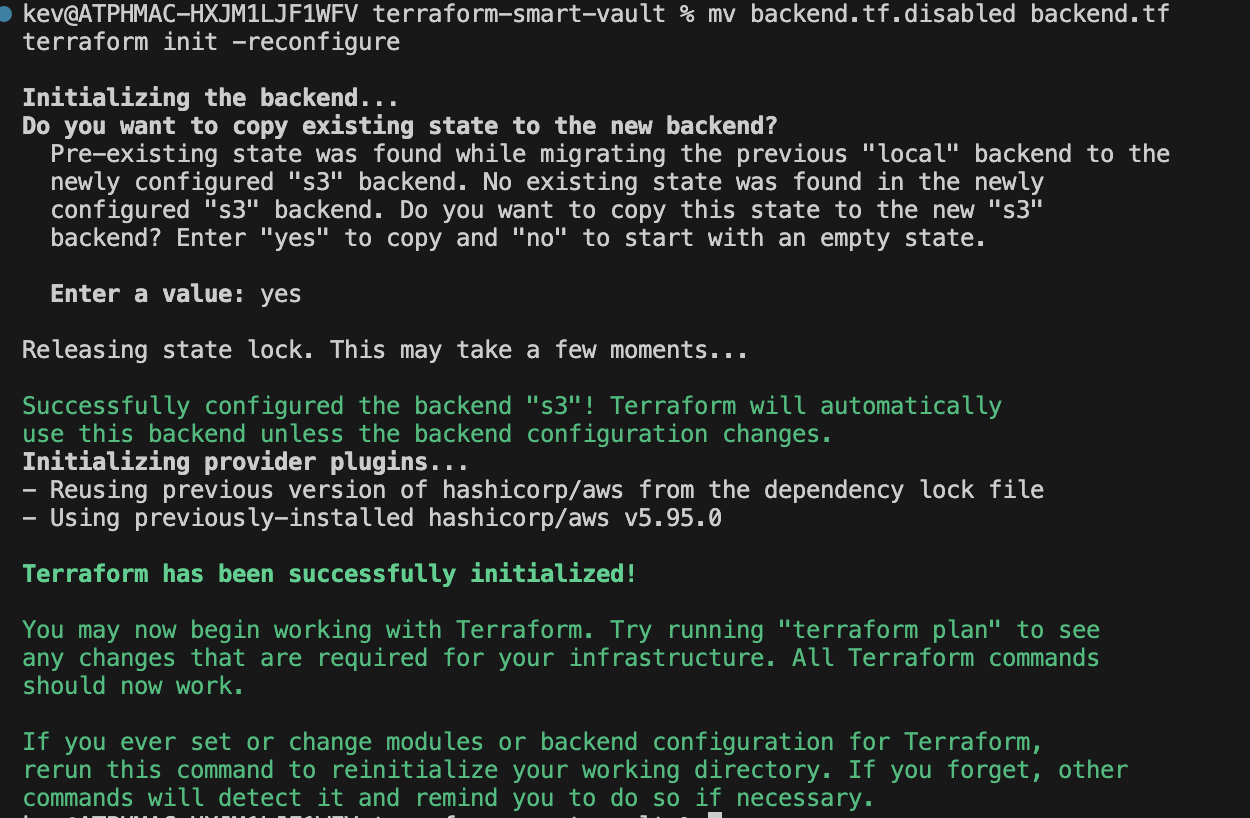 kev@ATPHMAC-HXJM1LJF1WFV terraform-smart-vault % mv backend.tf.disabled backend.tf
terraform init -reconfigure
Initializing the backend...
Do you want to copy existing state to the new backend?
Pre-existing state was found while migrating the previous "local" backend to the
newly configured "s3" backend. No existing state was found in the newly
configured "s3" backend. Do you want to copy this state to the new "s3"
backend? Enter "yes" to copy and "no" to start with an empty state.
Enter a value: yes
Releasing state lock. This may take a few moments...
Successfully configured the backend "s3"! Terraform will automatically
use this backend unless the backend configuration changes.
Initializing provider plugins...
- Reusing previous version of hashicorp/aws from the dependency lock file
- Using previously-installed hashicorp/aws v5.95.0
Terraform has been successfully initialized!
You may now begin working with Terraform. Try running "terraform plan" to see
any changes that are required for your infrastructure. All Terraform commands
should now work.
If you ever set or change modules or backend configuration for Terraform,
rerun this command to reinitialize your working directory. If you forget, other
commands will detect it and remind you to do so if necessary.